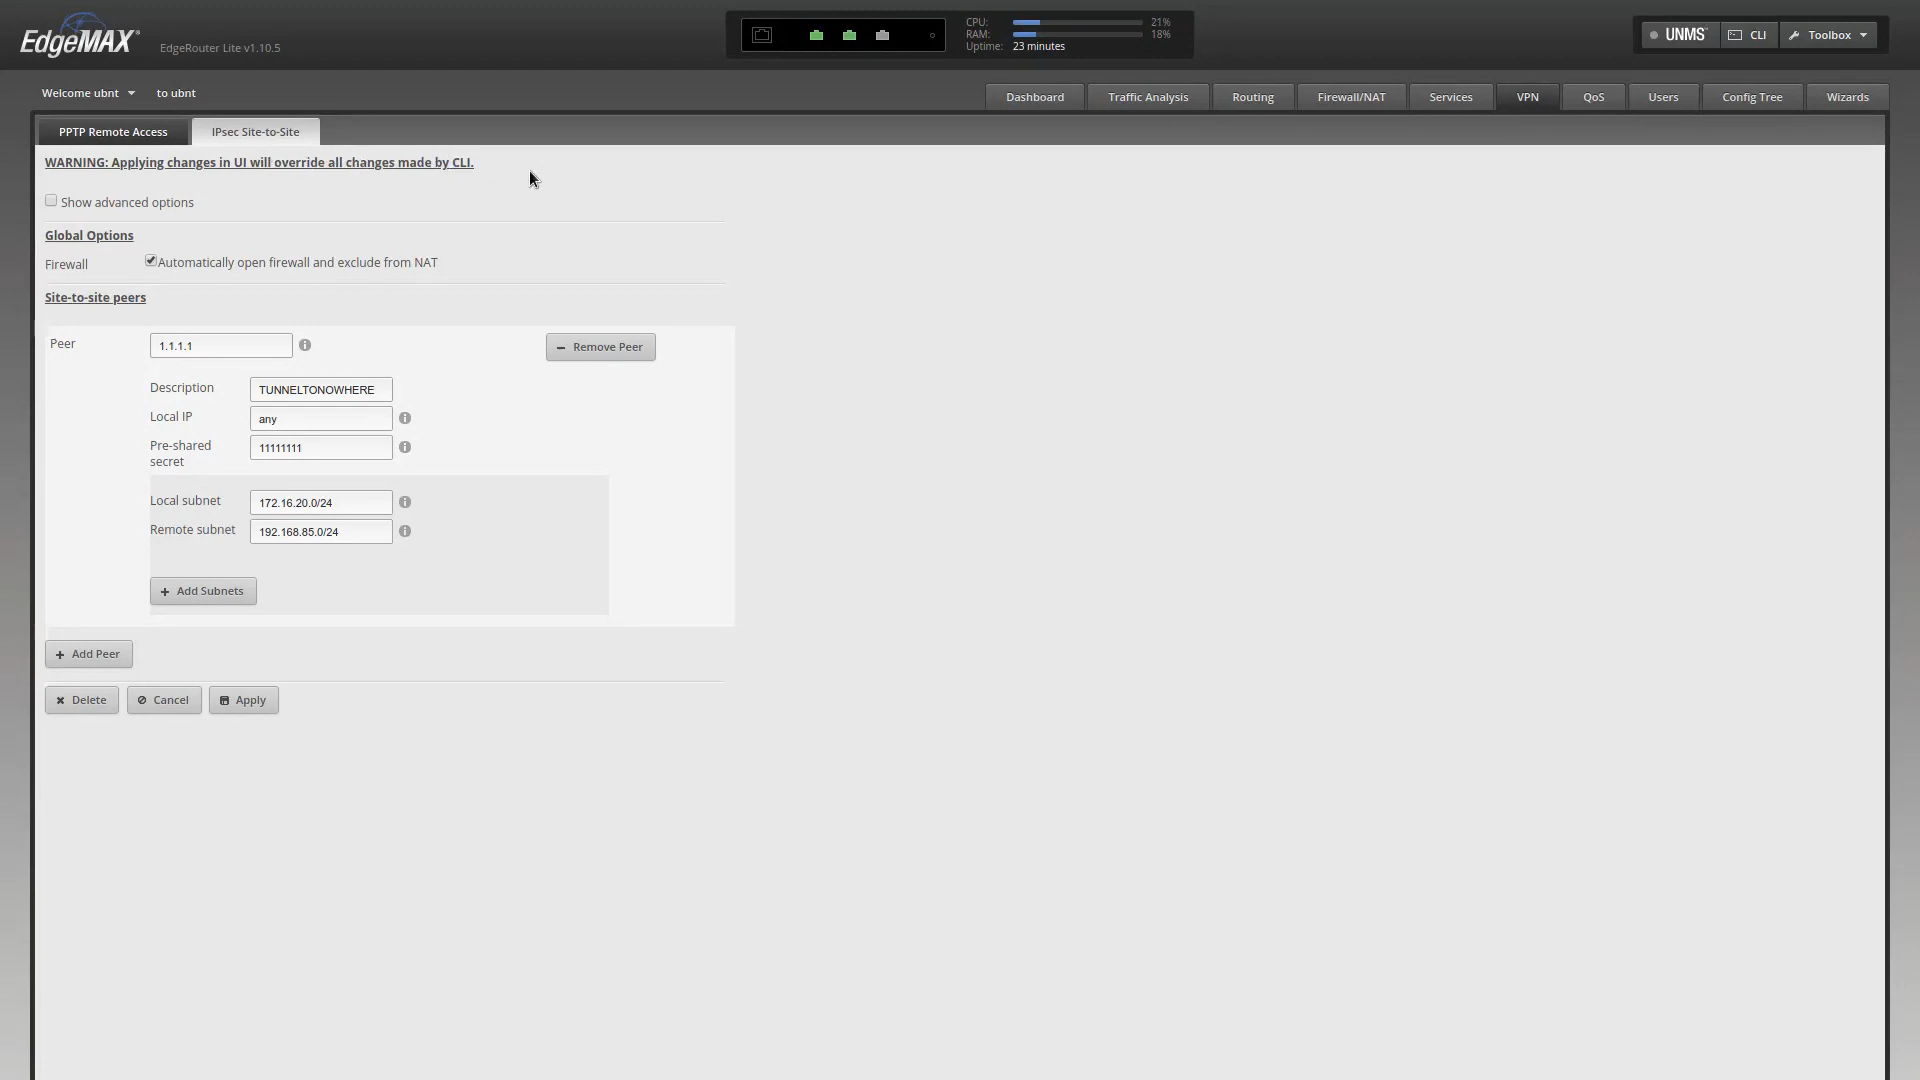 EdgeMAX
EdgeRouter Lite v1.10.5
CPU: 21%
RAM: 18%
Uptime: 23 minutes
UNMS CLI Toolbox
Welcome ubnt to ubnt
Dashboard Traffic Analysis Routing Firewall/NAT Services VPN QoS Users Config Tree Wizards
PPTP Remote Access IPsec Site-to-Site
WARNING: Applying changes in UI will override all changes made by CLI.
Show advanced options
Global Options
Firewall Automatically open firewall and exclude from NAT
Site-to-site peers
Peer 1.1.1.1 Remove Peer
Description TUNNELTONOWHERE
Local IP any
Pre-shared
secret 11111111
Local subnet 172.16.20.0/24
Remote subnet 192.168.85.0/24
+ Add Subnets
+ Add Peer
Delete Cancel Apply